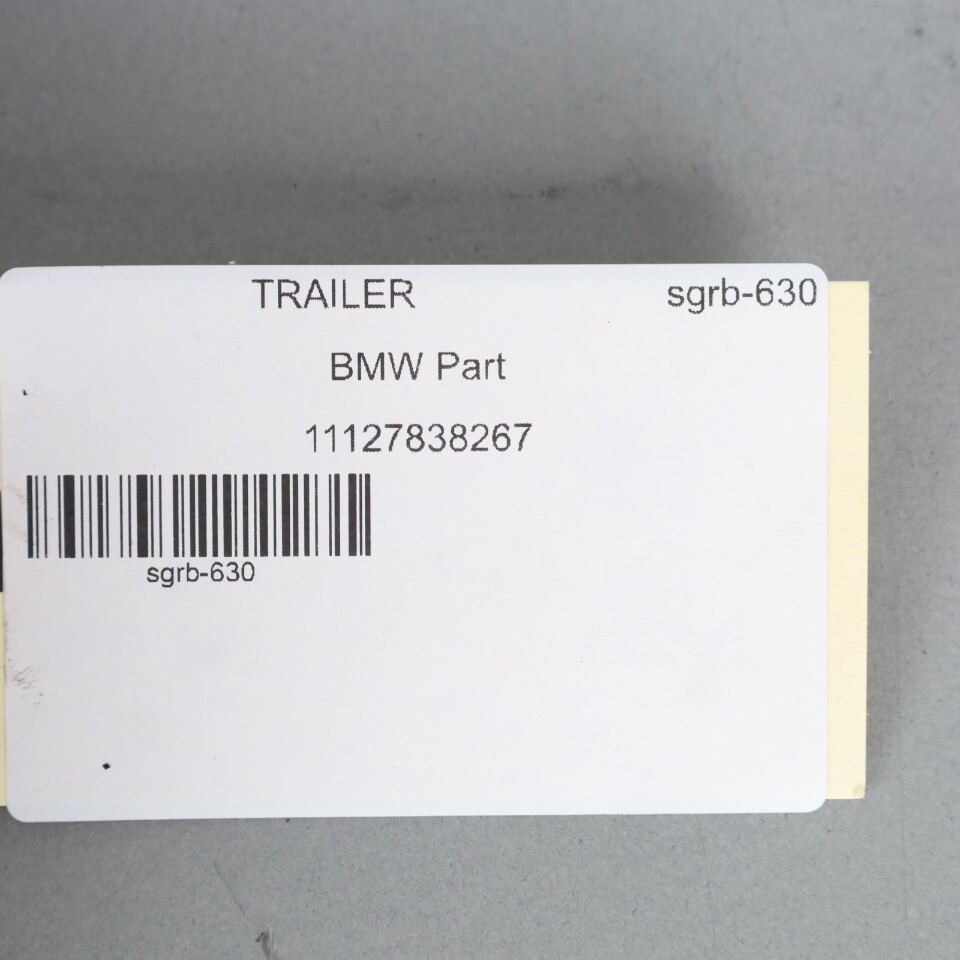 TRAILER sgrb-630
BMW Part
11127838267
sgrb-630